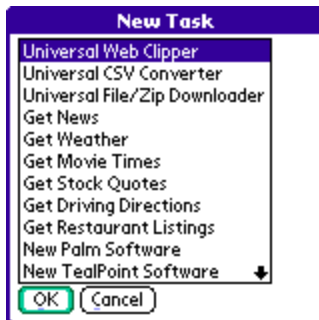 New Task
Universal Web Clipper
Universal CSV Converter
Universal File/Zip Downloader
Get News
Get Weather
Get Movie Times
Get Stock Quotes
Get Driving Directions
Get Restaurant Listings
New Palm Software
New TealPoint Software
OK Cancel